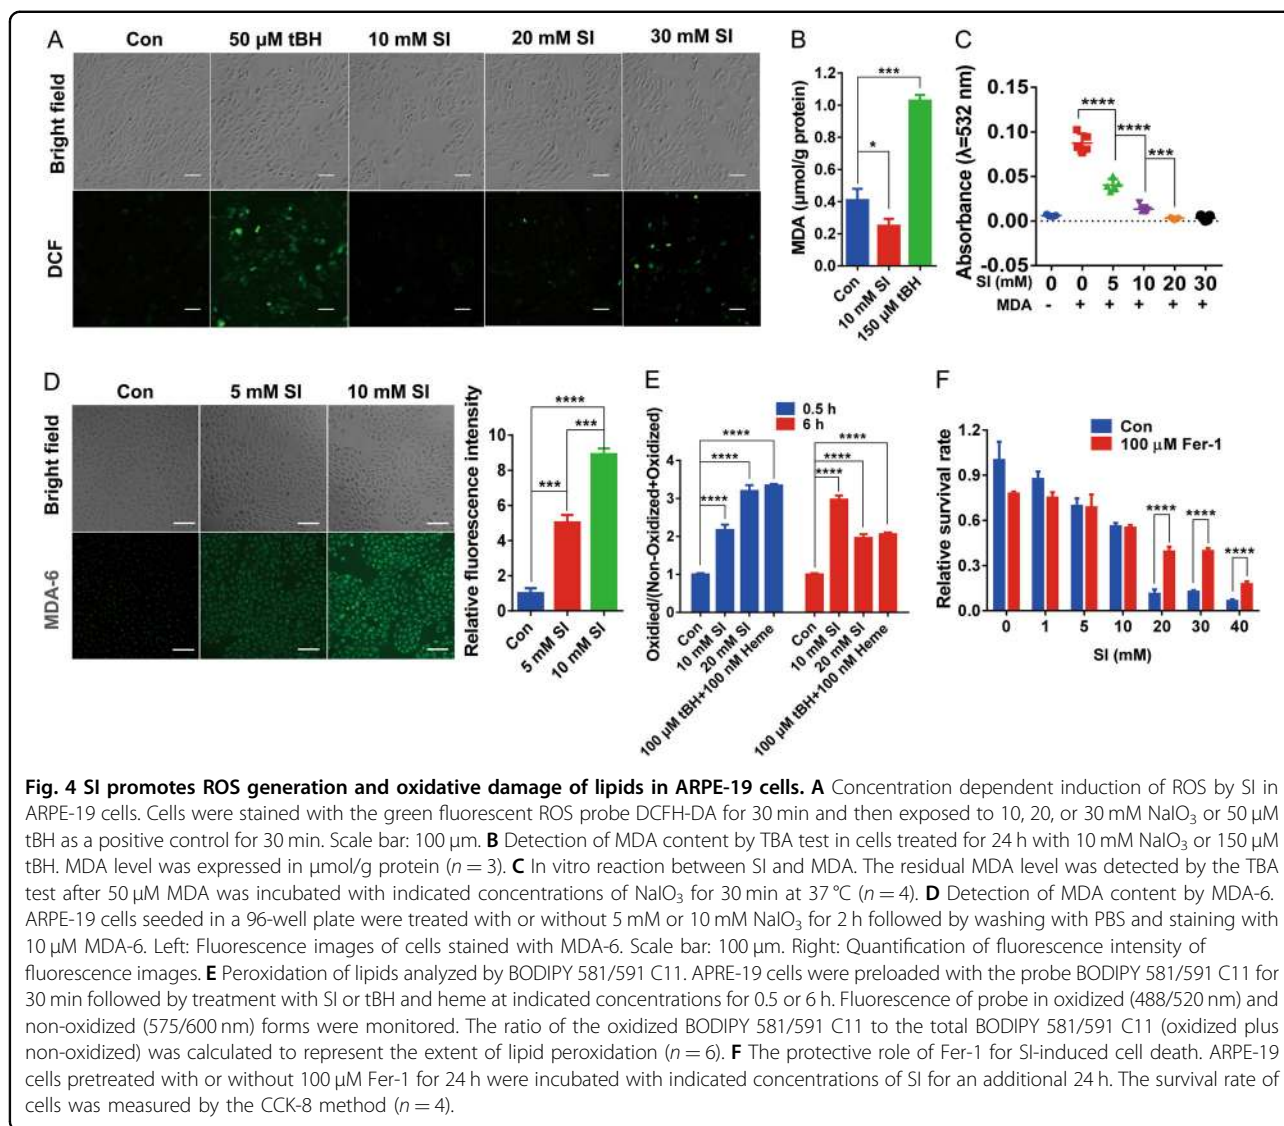 A
Con
50 µM tBH
10 mM SI
20 mM SI
30 mM SI
Bright field
DCF
B
MDA (µmol/g protein)
1.2
1.0
0.8
0.6
0.4
0.2
0.0
***
*
Con
10 mM SI
150 µM tBH
C
Absorbance (λ=532 nm)
0.15
0.10
0.05
0.00
-0.05
****
****
***
SI (mM) 0 0 5 10 20 30
MDA - + + + + +
D
Con
5 mM SI
10 mM SI
Bright field
MDA-6
Relative fluorescence intensity
10
8
6
4
2
0
****
***
***
Con
5 mM SI
10 mM SI
E
Oxidied/(Non-Oxidized+Oxidized)
0.5 h
6 h
4
3
2
1
0
****
****
****
****
****
****
Con
10 mM SI
20 mM SI
100 µM tBH+100 nM Heme
Con
10 mM SI
20 mM SI
100 µM tBH+100 nM Heme
F
Relative survival rate
Con
100 µM Fer-1
1.2
0.9
0.6
0.3
0.0
****
****
****
0 1 5 10 20 30 40
SI (mM)
Fig. 4 SI promotes ROS generation and oxidative damage of lipids in ARPE-19 cells. A Concentration dependent induction of ROS by SI in
ARPE-19 cells. Cells were stained with the green fluorescent ROS probe DCFH-DA for 30 min and then exposed to 10, 20, or 30 mM NaIO₃ or 50 µM
tBH as a positive control for 30 min. Scale bar: 100 µm. B Detection of MDA content by TBA test in cells treated for 24 h with 10 mM NaIO₃ or 150 µM
tBH. MDA level was expressed in µmol/g protein (n = 3). C In vitro reaction between SI and MDA. The residual MDA level was detected by the TBA
test after 50 µM MDA was incubated with indicated concentrations of NaIO₃ for 30 min at 37 °C (n = 4). D Detection of MDA content by MDA-6.
ARPE-19 cells seeded in a 96-well plate were treated with or without 5 mM or 10 mM NaIO₃ for 2 h followed by washing with PBS and staining with
10 µM MDA-6. Left: Fluorescence images of cells stained with MDA-6. Scale bar: 100 µm. Right: Quantification of fluorescence intensity of
fluorescence images. E Peroxidation of lipids analyzed by BODIPY 581/591 C11. APRE-19 cells were preloaded with the probe BODIPY 581/591 C11 for
30 min followed by treatment with SI or tBH and heme at indicated concentrations for 0.5 or 6 h. Fluorescence of probe in oxidized (488/520 nm) and
non-oxidized (575/600 nm) forms were monitored. The ratio of the oxidized BODIPY 581/591 C11 to the total BODIPY 581/591 C11 (oxidized plus
non-oxidized) was calculated to represent the extent of lipid peroxidation (n = 6). F The protective role of Fer-1 for SI-induced cell death. ARPE-19
cells pretreated with or without 100 µM Fer-1 for 24 h were incubated with indicated concentrations of SI for an additional 24 h. The survival rate of
cells was measured by the CCK-8 method (n = 4).